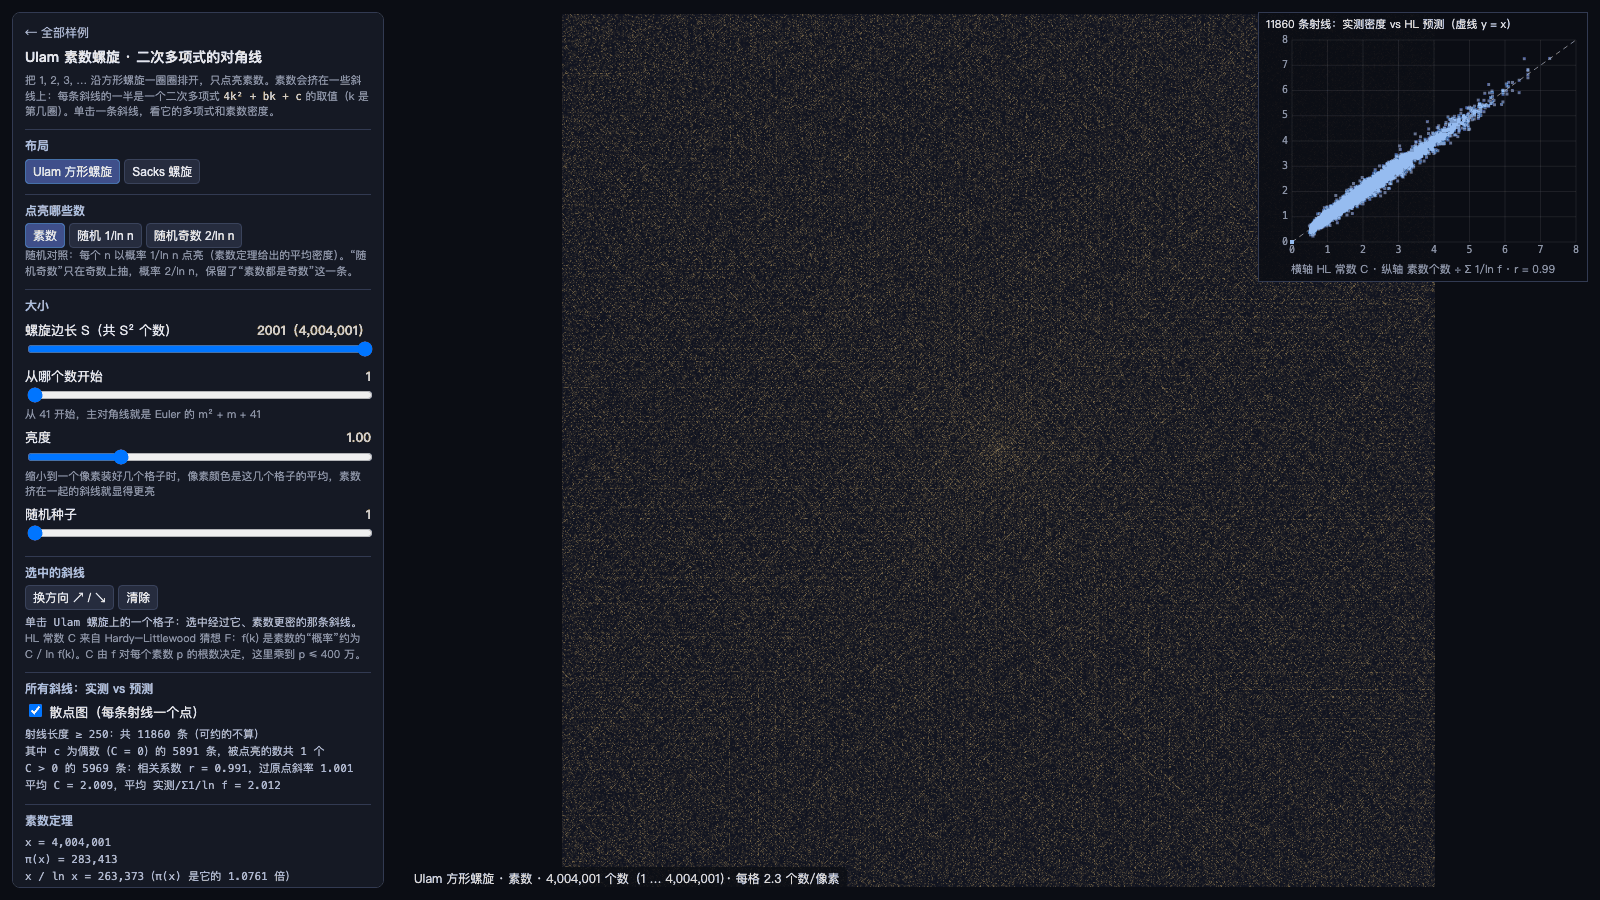 ← 全部样例
Ulam 素数螺旋 · 二次多项式的对角线
把 1, 2, 3, … 沿方形螺旋一圈圈排开，只点亮素数。素数会挤在一些斜
线上：每条斜线的一半是一个二次多项式 4k² + bk + c 的取值（k 是
第几圈）。单击一条斜线，看它的多项式和素数密度。
布局
Ulam 方形螺旋
Sacks 螺旋
点亮哪些数
素数
随机 1/ln n
随机奇数 2/ln n
随机对照：每个 n 以概率 1/ln n 点亮（素数定理给出的平均密度）。“随
机奇数”只在奇数上抽，概率 2/ln n，保留了“素数都是奇数”这一条。
大小
螺旋边长 S（共 S² 个数） 2001（4,004,001）
从哪个数开始 1
从 41 开始，主对角线就是 Euler 的 m² + m + 41
亮度 1.00
缩小到一个像素装好几个格子时，像素颜色是这几个格子的平均，素数
挤在一起的斜线就显得更亮
随机种子 1
选中的斜线
换方向 ↗ / ↘
清除
单击 Ulam 螺旋上的一个格子：选中经过它、素数更密的那条斜线。
HL 常数 C 来自 Hardy—Littlewood 猜想 F：f(k) 是素数的“概率”约为
C / ln f(k)。C 由 f 对每个素数 p 的根数决定，这里乘到 p ≤ 400 万。
所有斜线：实测 vs 预测
散点图（每条射线一个点）
射线长度 ≥ 250：共 11860 条（可约的不算）
其中 c 为偶数（C = 0）的 5891 条，被点亮的数共 1 个
C > 0 的 5969 条：相关系数 r = 0.991，过原点斜率 1.001
平均 C = 2.009，平均 实测/Σ1/ln f = 2.012
素数定理
x = 4,004,001
π(x) = 283,413
x / ln x = 263,373（π(x) 是它的 1.0761 倍）
11860 条射线：实测密度 vs HL 预测（虚线 y = x）
8
7
6
5
4
3
2
1
0
0 1 2 3 4 5 6 7 8
横轴 HL 常数 C · 纵轴 素数个数 ÷ Σ 1/ln f · r = 0.99
Ulam 方形螺旋 · 素数 · 4,004,001 个数（1 … 4,004,001）· 每格 2.3 个数/像素